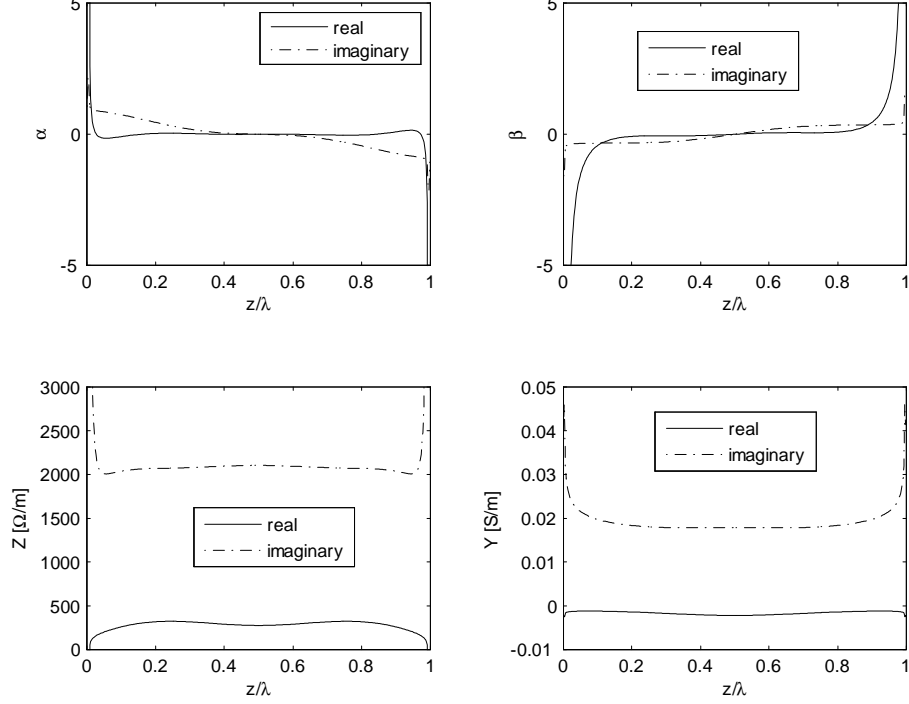 5
0
-5
α
0 0.2 0.4 0.6 0.8 1
z/λ
real
imaginary
5
0
-5
β
0 0.2 0.4 0.6 0.8 1
z/λ
real
imaginary
3000
2500
2000
1500
1000
500
0
Z [Ω/m]
0 0.2 0.4 0.6 0.8 1
z/λ
real
imaginary
0.05
0.04
0.03
0.02
0.01
0
-0.01
Y [S/m]
0 0.2 0.4 0.6 0.8 1
z/λ
real
imaginary